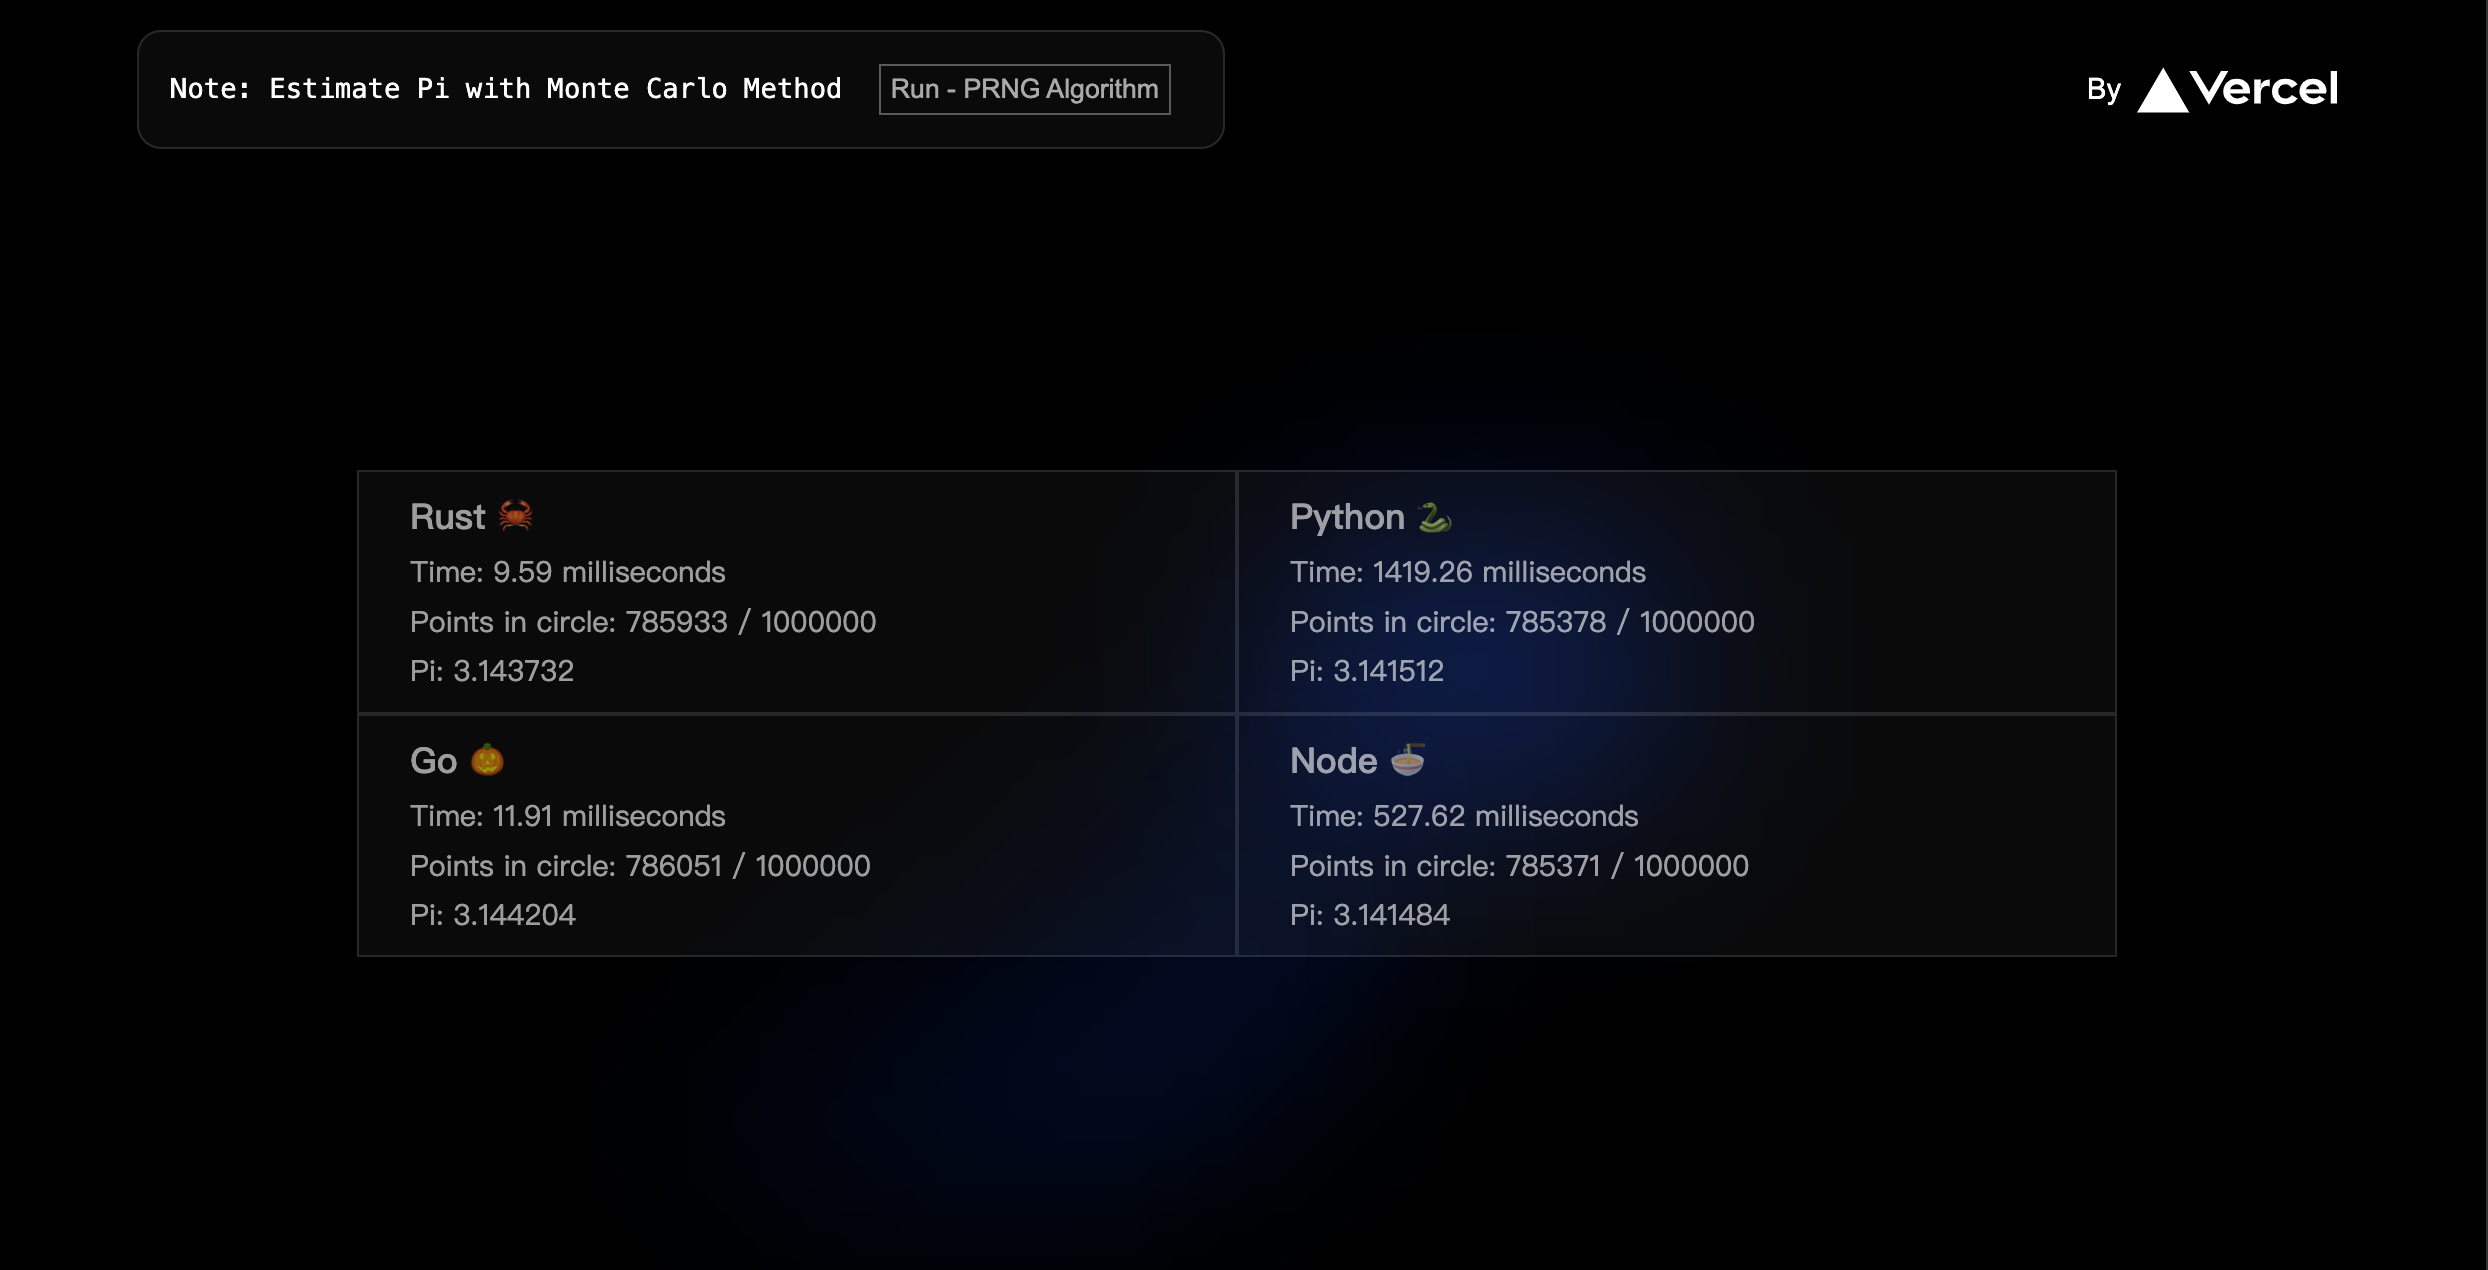 Note: Estimate Pi with Monte Carlo Method
Run - PRNG Algorithm
By Vercel
Rust 🦀
Time: 9.59 milliseconds
Points in circle: 785933 / 1000000
Pi: 3.143732
Python 🐍
Time: 1419.26 milliseconds
Points in circle: 785378 / 1000000
Pi: 3.141512
Go 🎃
Time: 11.91 milliseconds
Points in circle: 786051 / 1000000
Pi: 3.144204
Node 🍜
Time: 527.62 milliseconds
Points in circle: 785371 / 1000000
Pi: 3.141484